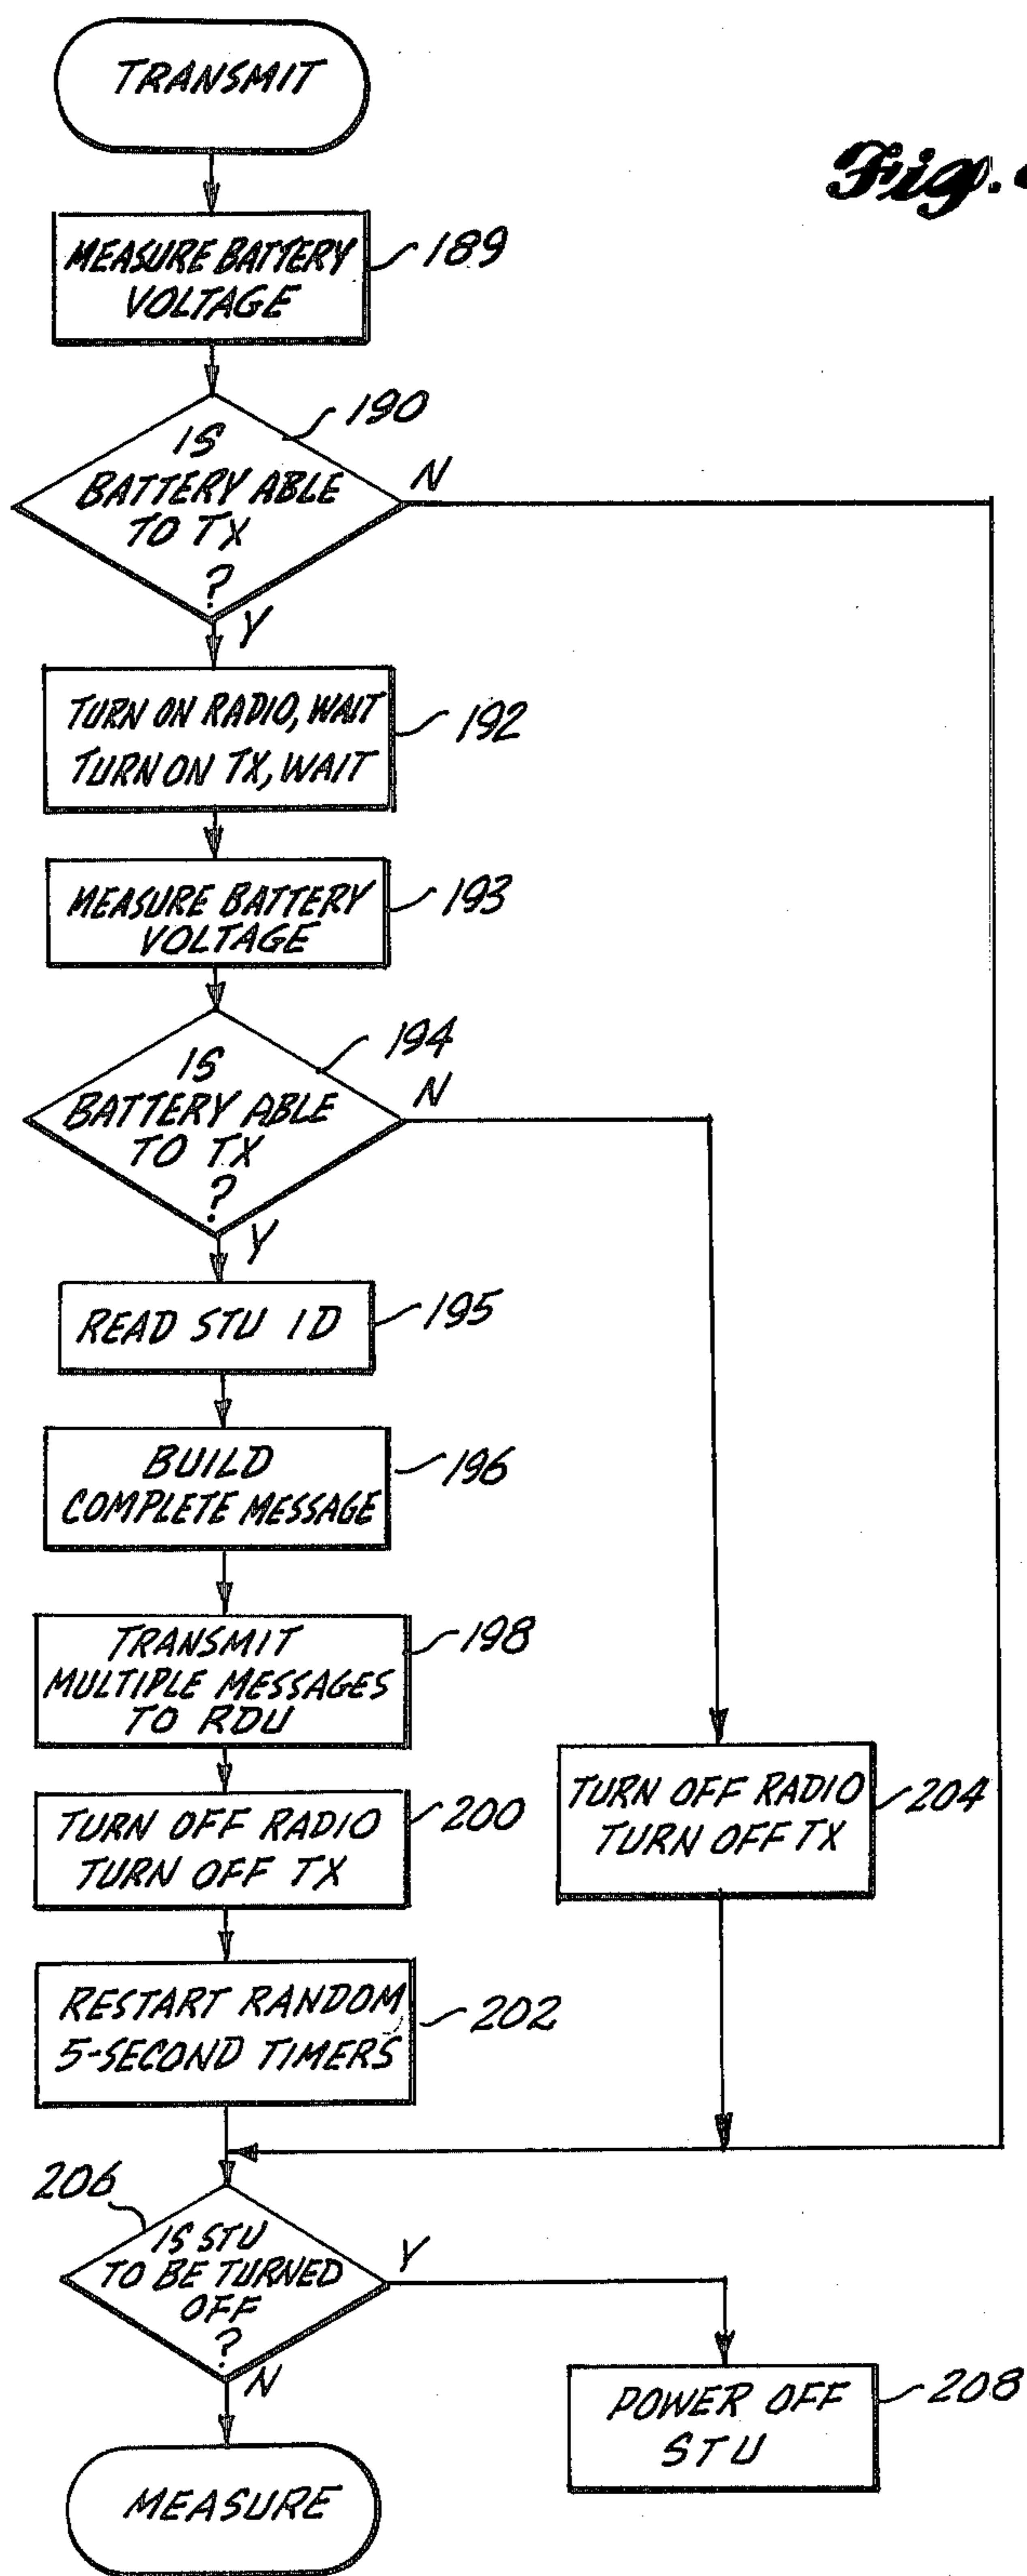 TRANSMIT
Fig.
MEASURE BATTERY
VOLTAGE
189
190
IS
BATTERY ABLE
TO TX
?
N
Y
TURN ON RADIO, WAIT
TURN ON TX, WAIT
192
MEASURE BATTERY
VOLTAGE
193
194
IS
BATTERY ABLE
TO TX
?
N
Y
READ STU ID
195
BUILD
COMPLETE MESSAGE
196
TRANSMIT
MULTIPLE MESSAGES
TO RDU
198
TURN OFF RADIO
TURN OFF TX
200
TURN OFF RADIO
TURN OFF TX
204
RESTART RANDOM
5-SECOND TIMERS
202
206
IS STU
TO BE TURNED
OFF
?
Y
N
POWER OFF
STU
208
MEASURE